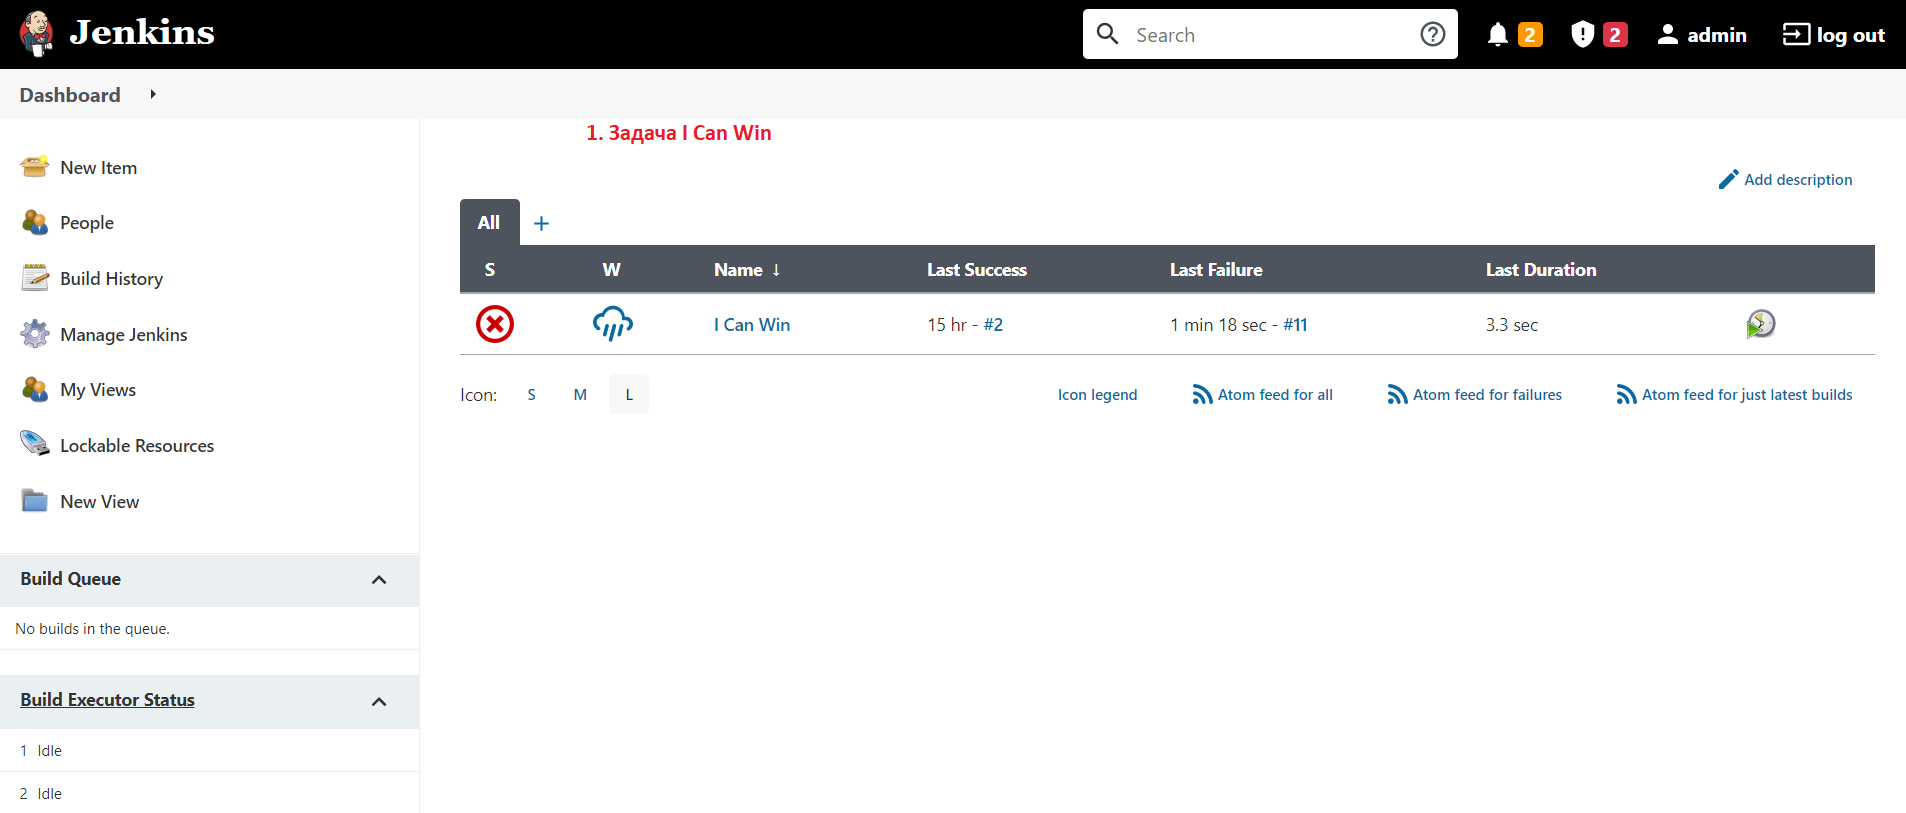 Jenkins
Search
2
2
admin
log out
Dashboard
1. Задача I Can Win
New Item
People
Build History
Manage Jenkins
My Views
Lockable Resources
New View
Add description
All +
S W Name ↓ Last Success Last Failure Last Duration
I Can Win 15 hr - #2 1 min 18 sec - #11 3.3 sec
Icon: S M L
Icon legend Atom feed for all Atom feed for failures Atom feed for just latest builds
Build Queue
No builds in the queue.
Build Executor Status
1 Idle
2 Idle